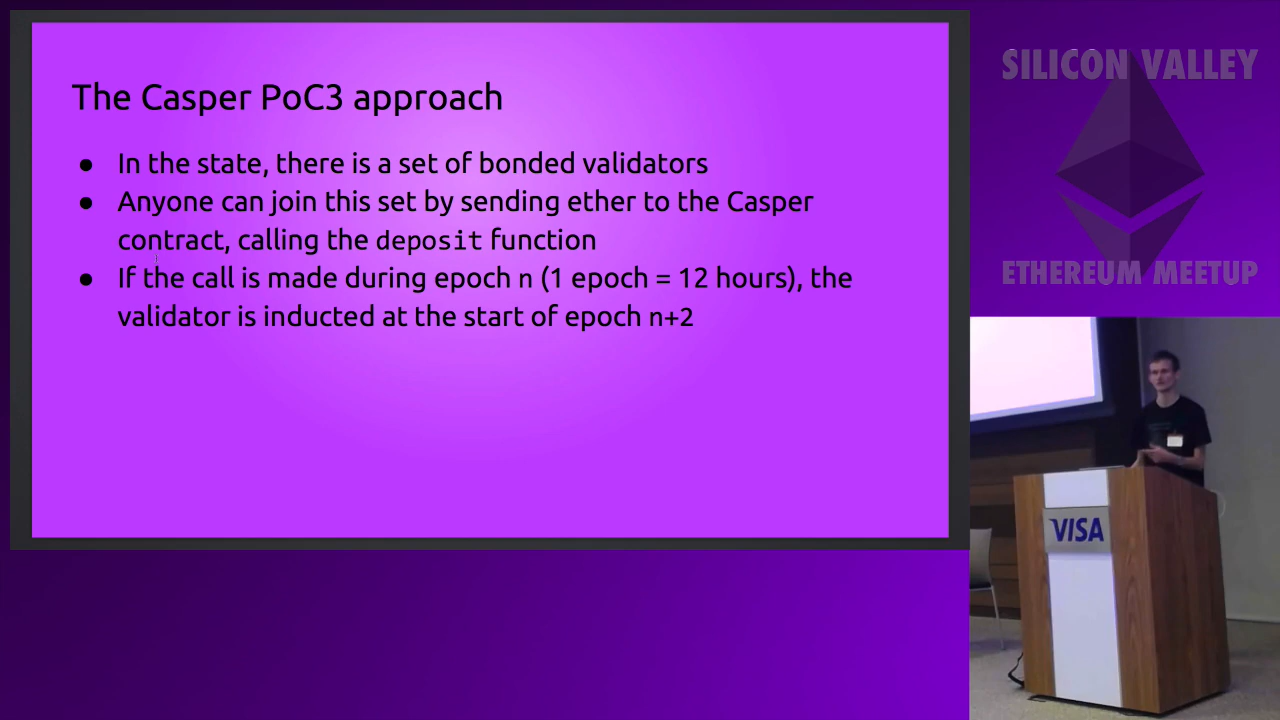 The Casper PoC3 approach
● In the state, there is a set of bonded validators
● Anyone can join this set by sending ether to the Casper
contract, calling the deposit function
● If the call is made during epoch n (1 epoch = 12 hours), the
validator is inducted at the start of epoch n+2
SILICON VALLEY
ETHEREUM MEETUP
VISA